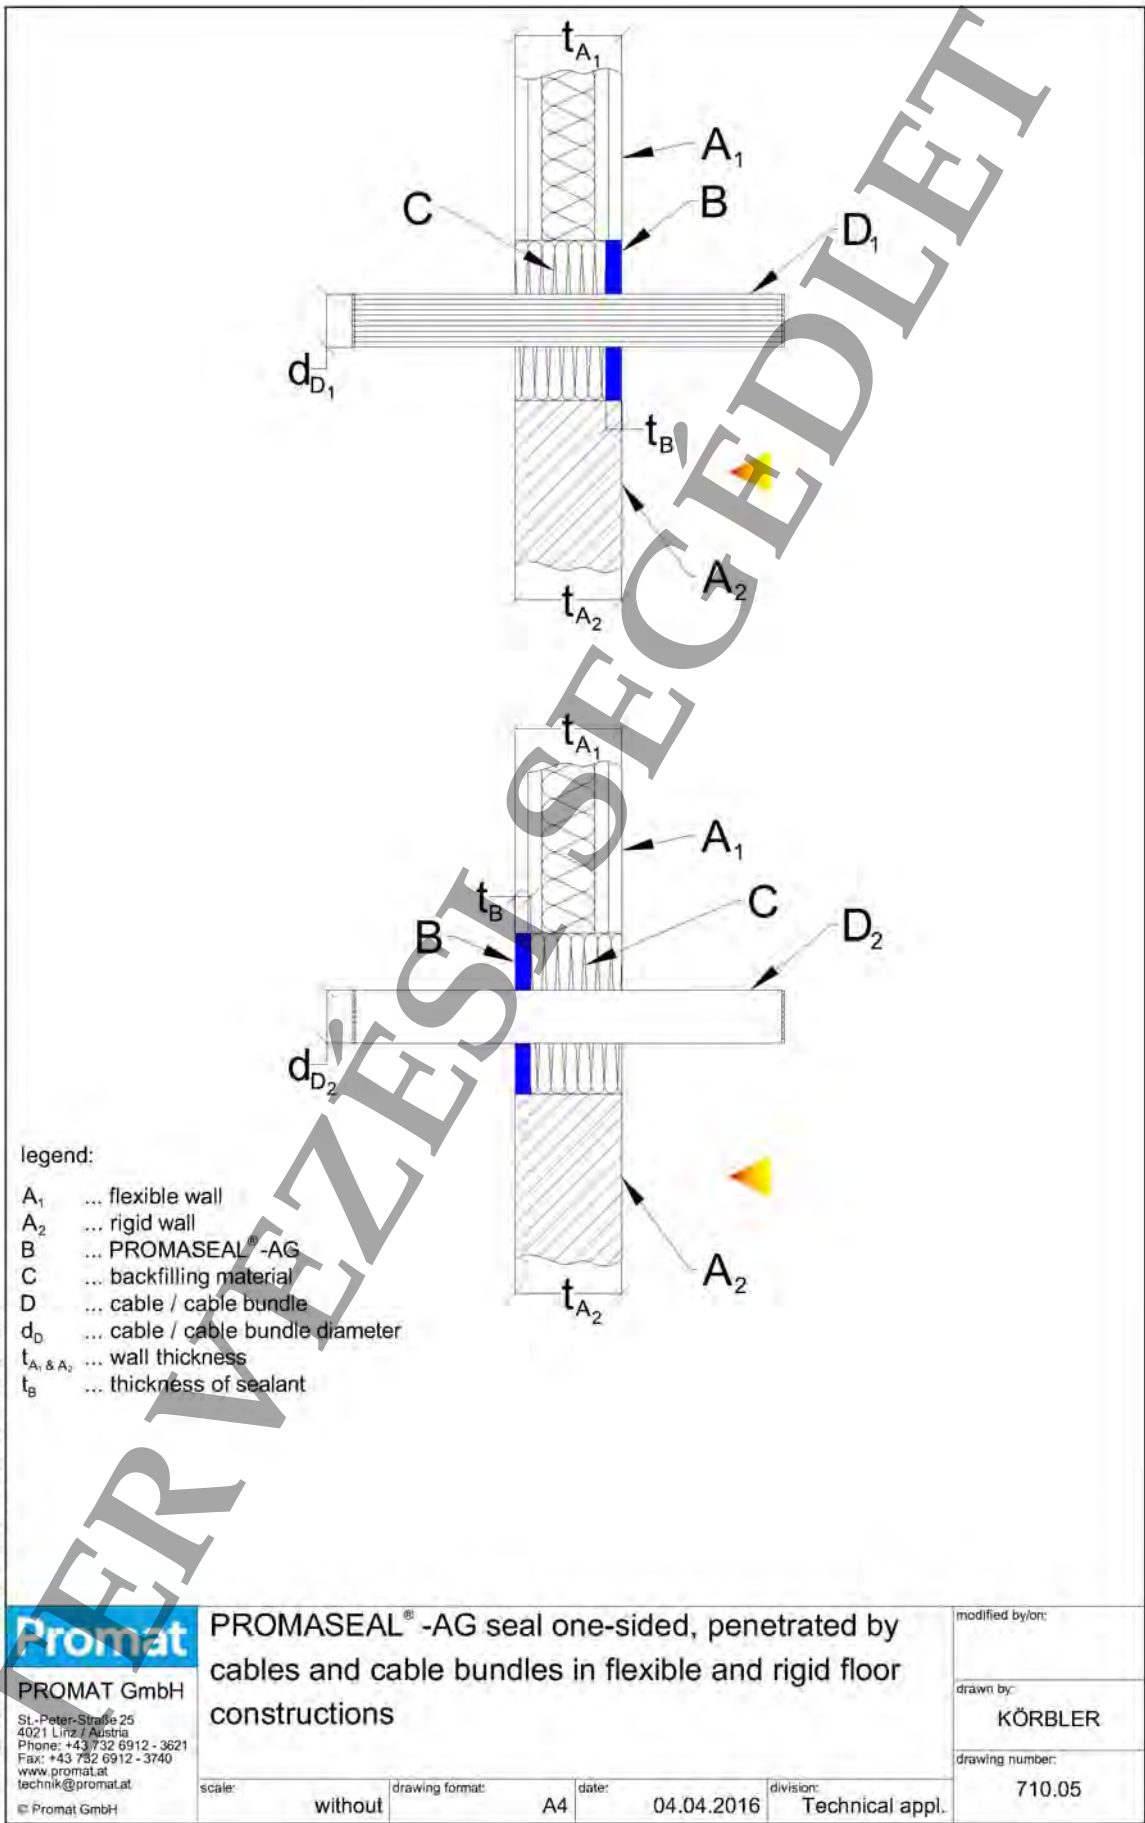 tA1
A1
C
B
D1
dD1
tB
A2
tA2
tA1
A1
tB
C
B
D2
dD2
A2
tA2
legend:
A1 ... flexible wall
A2 ... rigid wall
B ... PROMASEAL®-AG
C ... backfilling material
D ... cable / cable bundle
dD ... cable / cable bundle diameter
tA1 & A2 ... wall thickness
tB ... thickness of sealant
TERVEZÉSI SEGÉDLET
Promat
PROMAT GmbH
St.-Peter-Straße 25
4021 Linz / Austria
Phone: +43 732 6912 - 3621
Fax: +43 732 6912 - 3740
www.promat.at
technik@promat.at
© Promat GmbH
PROMASEAL® -AG seal one-sided, penetrated by
cables and cable bundles in flexible and rigid floor
constructions
scale:
without
drawing format:
A4
date:
04.04.2016
division:
Technical appl.
modified by/on:
drawn by:
KÖRBLER
drawing number:
710.05